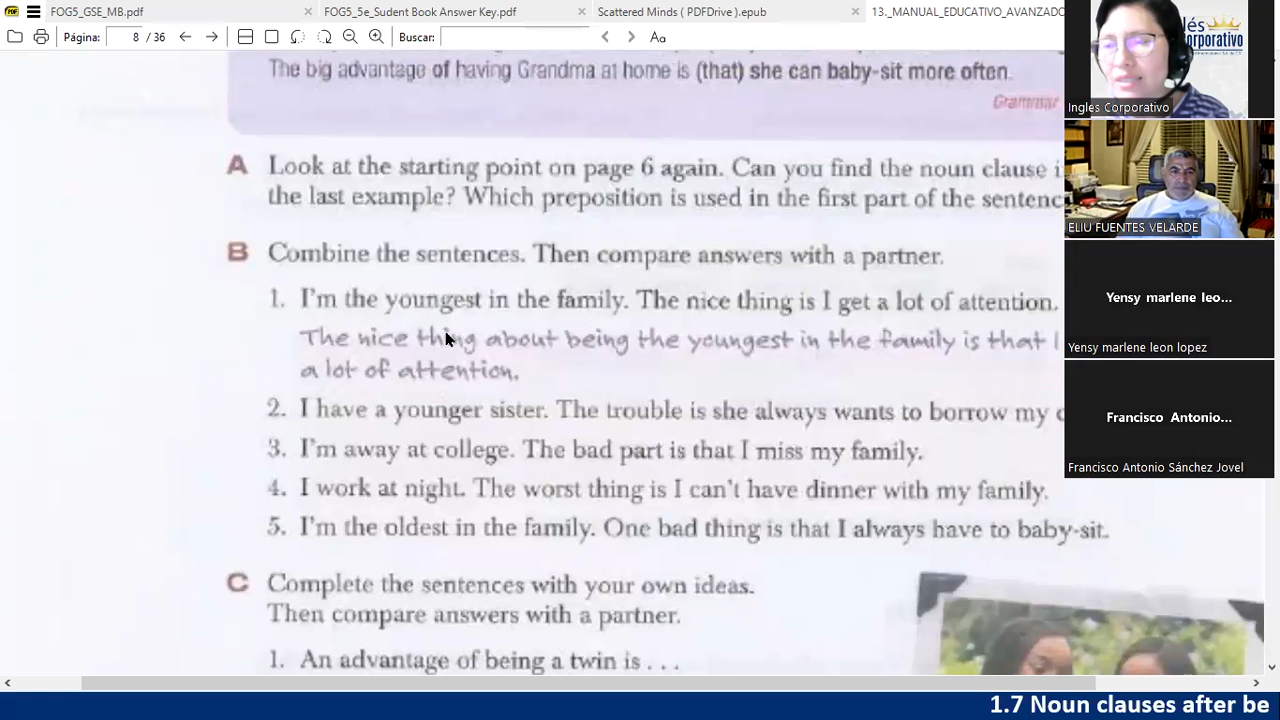 FOG5_GSE_MB.pdf
FOG5_5e_Sudent Book Answer Key.pdf
Scattered Minds ( PDFDrive ).epub
13._MANUAL_EDUCATIVO_AVANZADO
Página: 8 / 36
Buscar:
The big advantage of having Grandma at home is (that) she can baby-sit more often.
Grammar
A Look at the starting point on page 6 again. Can you find the noun clause
the last example? Which preposition is used in the first part of the
B Combine the sentences. Then compare answers with a partner.
1. I'm the youngest in the family. The nice thing is I get a lot of attention.
The nice thing about being the youngest in the family is that I
a lot of attention.
2. I have a younger sister. The trouble is she always wants to borrow my
3. I'm away at college. The bad part is that I miss my family.
4. I work at night. The worst thing is I can't have dinner with my family.
5. I'm the oldest in the family. One bad thing is that I always have to baby-sit.
C Complete the sentences with your own ideas.
Then compare answers with a partner.
1. An advantage of being a twin is . . .
Ingles Corporativo
ELIU FUENTES VELARDE
Yensy marlene leo...
Yensy marlene leon lopez
Francisco Antonio...
Francisco Antonio Sánchez Jovel
1.7 Noun clauses after be